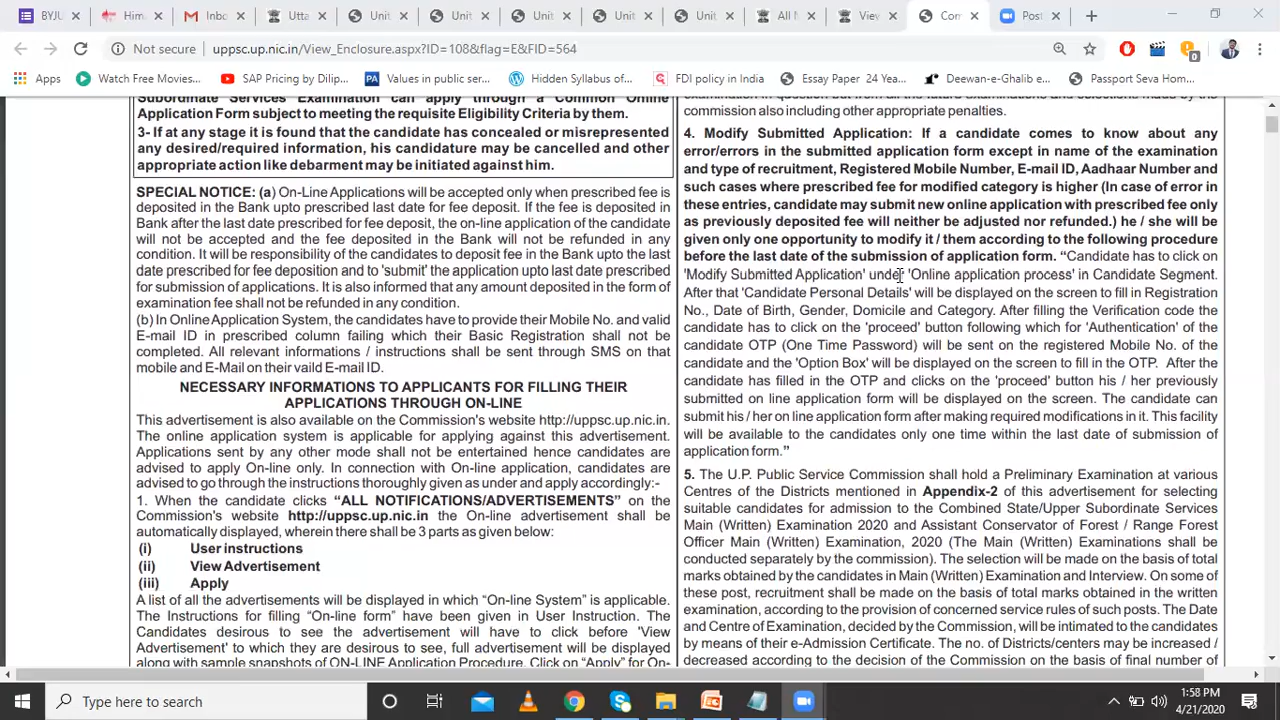 BYJU
Him
Inbo
Utta
Unit
Unit
Unit
Unit
Unit
All N
View
Com
Post
Not secure
uppsc.up.nic.in/View_Enclosure.aspx?ID=108&flag=E&FID=564
Apps
Watch Free Movies...
SAP Pricing by Dilip...
PA
Values in public ser...
Hidden Syllabus of...
FDI policy in India
Essay Paper 24 Year...
Deewan-e-Ghalib e...
Passport Seva Hom...
0
Subordinate Services Examination can apply through a Common Online
Application Form subject to meeting the requisite Eligibility Criteria by them.
3- If at any stage it is found that the candidate has concealed or misrepresented
any desired/required information, his candidature may be cancelled and other
appropriate action like debarment may be initiated against him.
SPECIAL NOTICE: (a) On-Line Applications will be accepted only when prescribed fee is
deposited in the Bank upto prescribed last date for fee deposit. If the fee is deposited in
Bank after the last date prescribed for fee deposit, the on-line application of the candidate
will not be accepted and the fee deposited in the Bank will not be refunded in any
condition. It will be responsibility of the candidates to deposit fee in the Bank upto the last
date prescribed for fee deposition and to 'submit' the application upto last date prescribed
for submission of applications. It is also informed that any amount deposited in the form of
examination fee shall not be refunded in any condition.
(b) In Online Application System, the candidates have to provide their Mobile No. and valid
E-mail ID in prescribed column failing which their Basic Registration shall not be
completed. All relevant informations / instructions shall be sent through SMS on that
mobile and E-Mail on their vaild E-mail ID.
NECESSARY INFORMATIONS TO APPLICANTS FOR FILLING THEIR
APPLICATIONS THROUGH ON-LINE
This advertisement is also available on the Commission's website http://uppsc.up.nic.in.
The online application system is applicable for applying against this advertisement.
Applications sent by any other mode shall not be entertained hence candidates are
advised to apply On-line only. In connection with On-line application, candidates are
advised to go through the instructions thoroughly given as under and apply accordingly:-
1. When the candidate clicks “ALL NOTIFICATIONS/ADVERTISEMENTS” on the
Commission's website http://uppsc.up.nic.in the On-line advertisement shall be
automatically displayed, wherein there shall be 3 parts as given below:
(i) User instructions
(ii) View Advertisement
(iii) Apply
A list of all the advertisements will be displayed in which “On-line System” is applicable.
The Instructions for filling “On-line form” have been given in User Instruction. The
Candidates desirous to see the advertisement will have to click before 'View
Advertisement' to which they are desirous to see, full advertisement will be displayed
along with sample snapshots of ON-LINE Application Procedure. Click on “Apply” for On-
examination in question but from all the future examinations and selections made by the
commission also including other appropriate penalties.
4. Modify Submitted Application: If a candidate comes to know about any
error/errors in the submitted application form except in name of the examination
and type of recruitment, Registered Mobile Number, E-mail ID, Aadhaar Number and
such cases where prescribed fee for modified category is higher (In case of error in
these entries, candidate may submit new online application with prescribed fee only
as previously deposited fee will neither be adjusted nor refunded.) he / she will be
given only one opportunity to modify it / them according to the following procedure
before the last date of the submission of application form. “Candidate has to click on
'Modify Submitted Application' under 'Online application process' in Candidate Segment.
After that 'Candidate Personal Details' will be displayed on the screen to fill in Registration
No., Date of Birth, Gender, Domicile and Category. After filling the Verification code the
candidate has to click on the 'proceed' button following which for 'Authentication' of the
candidate OTP (One Time Password) will be sent on the registered Mobile No. of the
candidate and the 'Option Box' will be displayed on the screen to fill in the OTP. After the
candidate has filled in the OTP and clicks on the 'proceed' button his / her previously
submitted on line application form will be displayed on the screen. The candidate can
submit his / her on line application form after making required modifications in it. This facility
will be available to the candidates only one time within the last date of submission of
application form.”
5. The U.P. Public Service Commission shall hold a Preliminary Examination at various
Centres of the Districts mentioned in Appendix-2 of this advertisement for selecting
suitable candidates for admission to the Combined State/Upper Subordinate Services
Main (Written) Examination 2020 and Assistant Conservator of Forest / Range Forest
Officer Main (Written) Examination, 2020 (The Main (Written) Examinations shall be
conducted separately by the commission). The selection will be made on the basis of total
marks obtained by the candidates in Main (Written) Examination and Interview. On some of
these post, recruitment shall be made on the basis of total marks obtained in the written
examination, according to the provision of concerned service rules of such posts. The Date
and Centre of Examination, decided by the Commission, will be intimated to the candidates
by means of their e-Admission Certificate. The no. of Districts/centers may be increased /
decreased according to the decision of the Commission on the basis of final number of
Type here to search
1:58 PM
4/21/2020